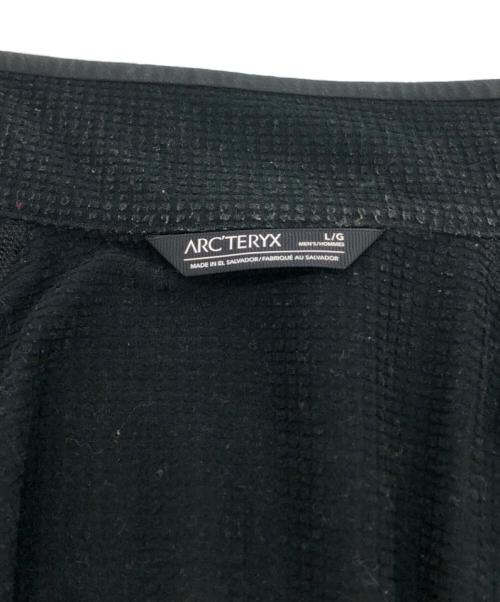 ARC'TERYX L/G
MEN'S/HOMMES
MADE IN EL SALVADOR/FABRIQUÉ AU SALVADOR